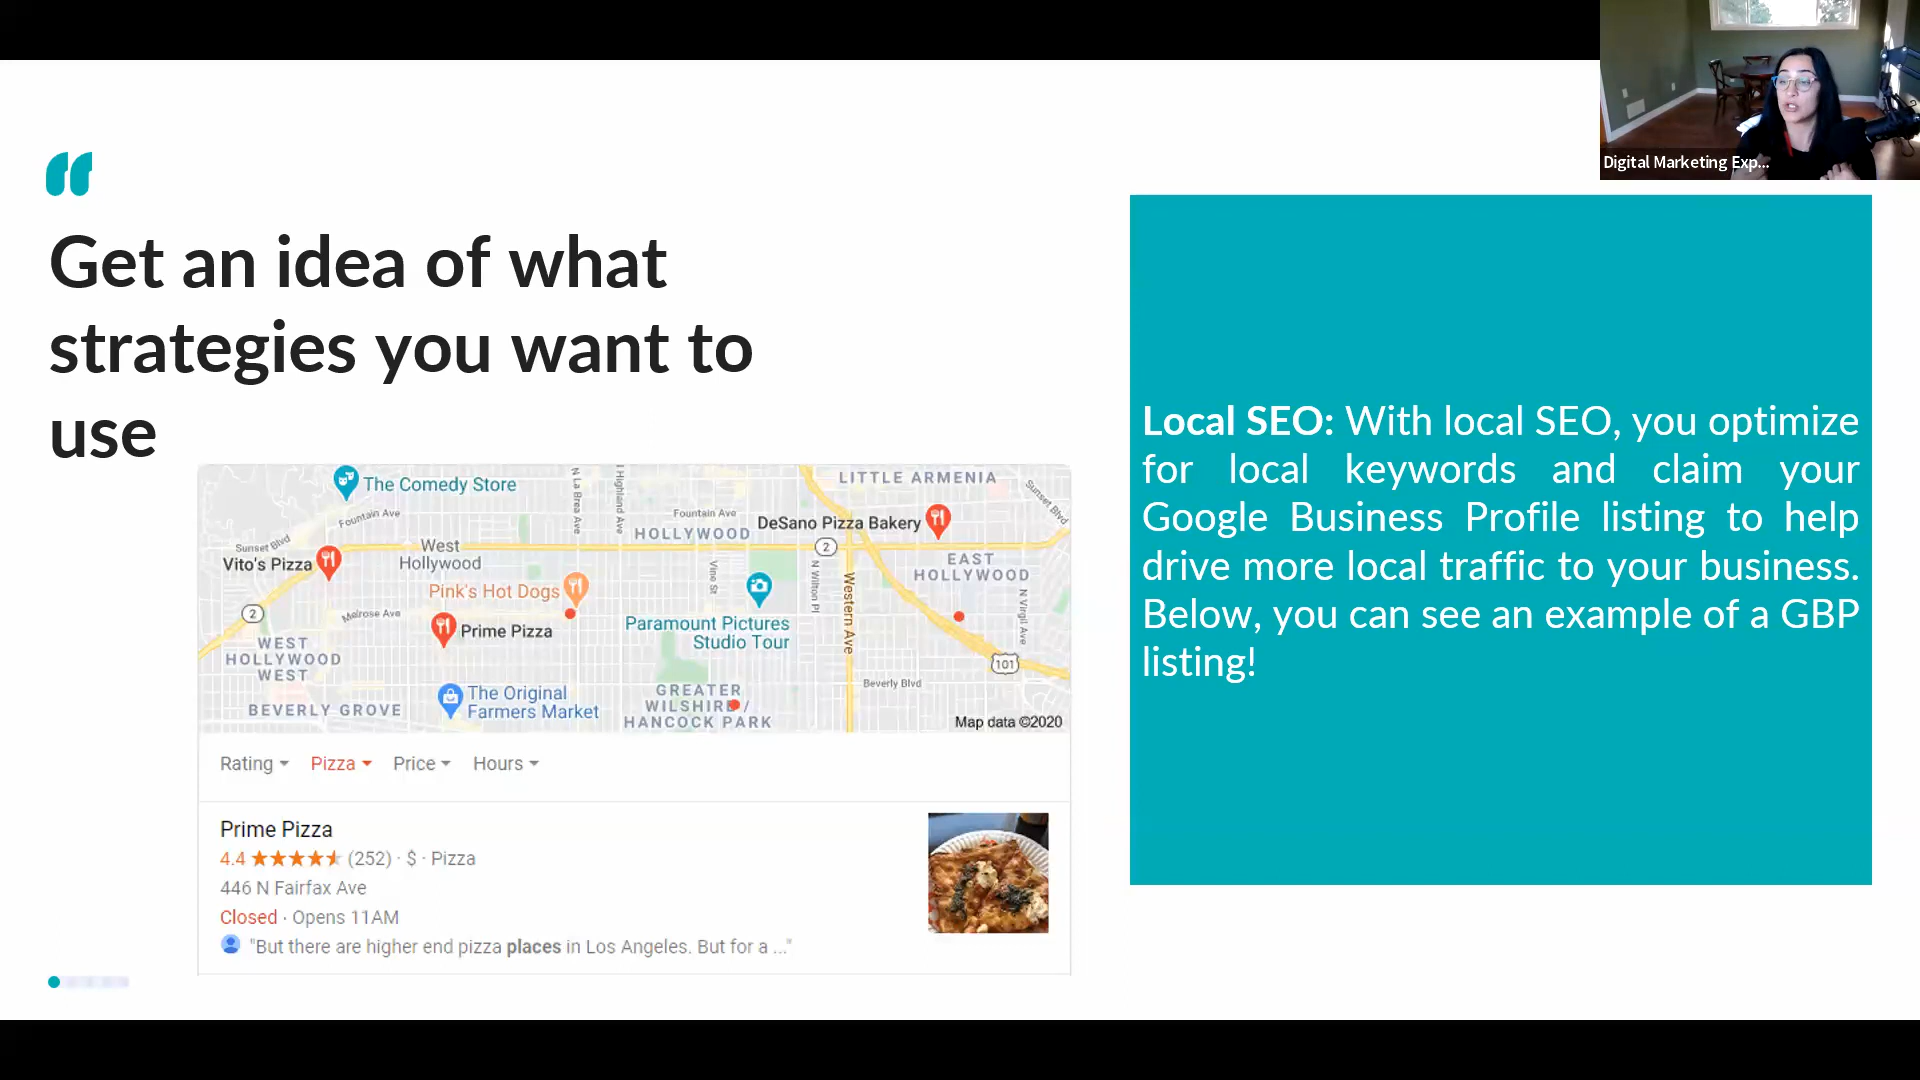 Digital Marketing Exp...
Get an idea of what
strategies you want to
use
Local SEO: With local SEO, you optimize
for local keywords and claim your
Google Business Profile listing to help
drive more local traffic to your business.
Below, you can see an example of a GBP
listing!
The Comedy Store
N La Brea Ave
Highland Ave
LITTLE ARMENIA
Sunset Blvd
Fountain Ave
Fountain Ave
DeSano Pizza Bakery
HOLLYWOOD
Sunset Blvd
West
Hollywood
2
Vito's Pizza
EAST
HOLLYWOOD
Pink's Hot Dogs
Vine St
N Wilton Pl
Western Ave
N Virgil Ave
2
Melrose Ave
Prime Pizza
Paramount Pictures
Studio Tour
WEST
HOLLYWOOD
WEST
101
Beverly Blvd
The Original
Farmers Market
GREATER
WILSHIRE /
HANCOCK PARK
BEVERLY GROVE
Map data ©2020
Rating Pizza Price Hours
Prime Pizza
4.4 (252) · $ · Pizza
446 N Fairfax Ave
Closed · Opens 11AM
"But there are higher end pizza places in Los Angeles. But for a ..."